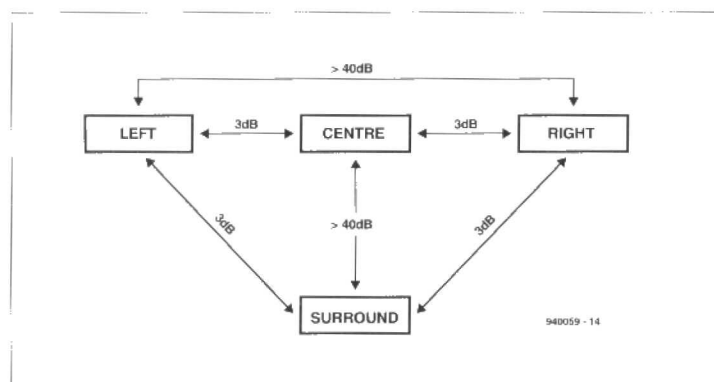 > 40dB
LEFT 3dB CENTRE 3dB RIGHT
3dB > 40dB 3dB
SURROUND
940059 - 14